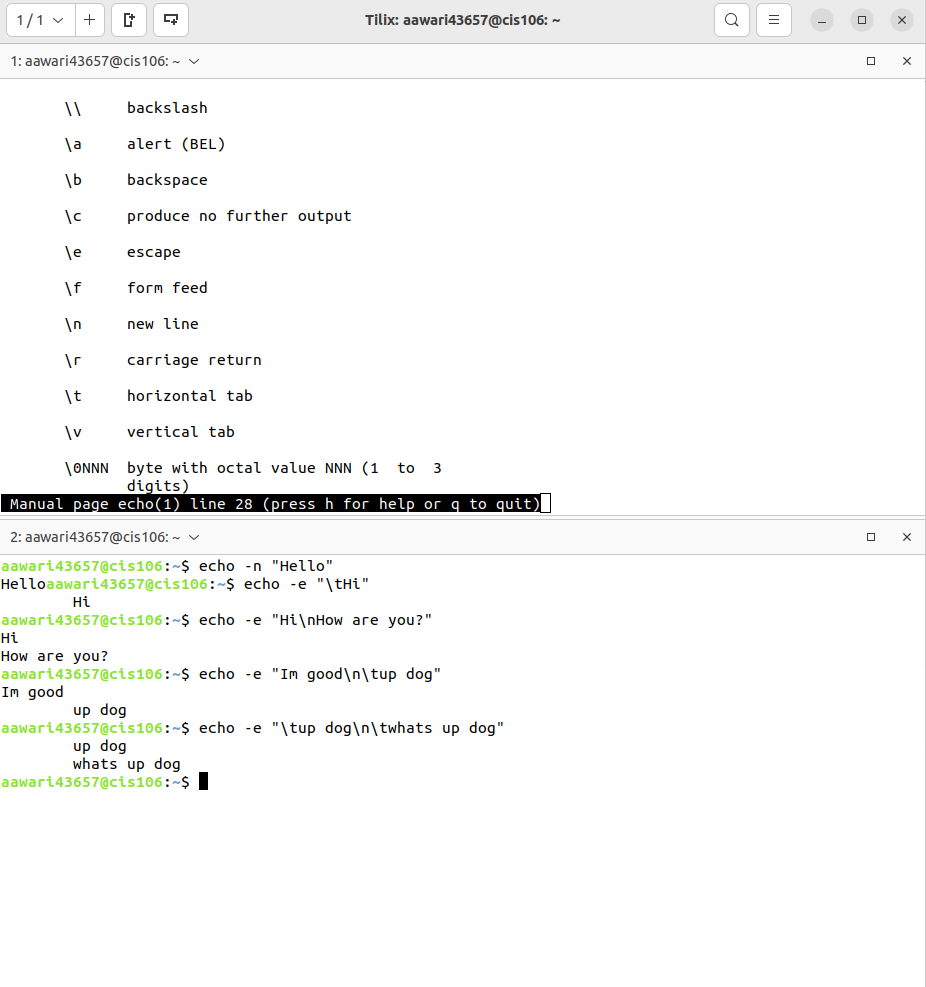 1 / 1
Tilix: aawari43657@cis106: ~
1: aawari43657@cis106: ~
\\ backslash
\a alert (BEL)
\b backspace
\c produce no further output
\e escape
\f form feed
\n new line
\r carriage return
\t horizontal tab
\v vertical tab
\0NNN byte with octal value NNN (1 to 3
digits)
Manual page echo(1) line 28 (press h for help or q to quit)
2: aawari43657@cis106: ~
aawari43657@cis106:~$ echo -n "Hello"
Helloaawari43657@cis106:~$ echo -e "\tHi"
Hi
aawari43657@cis106:~$ echo -e "Hi\nHow are you?"
Hi
How are you?
aawari43657@cis106:~$ echo -e "Im good\n\tup dog"
Im good
up dog
aawari43657@cis106:~$ echo -e "\tup dog\n\twhats up dog"
up dog
whats up dog
aawari43657@cis106:~$